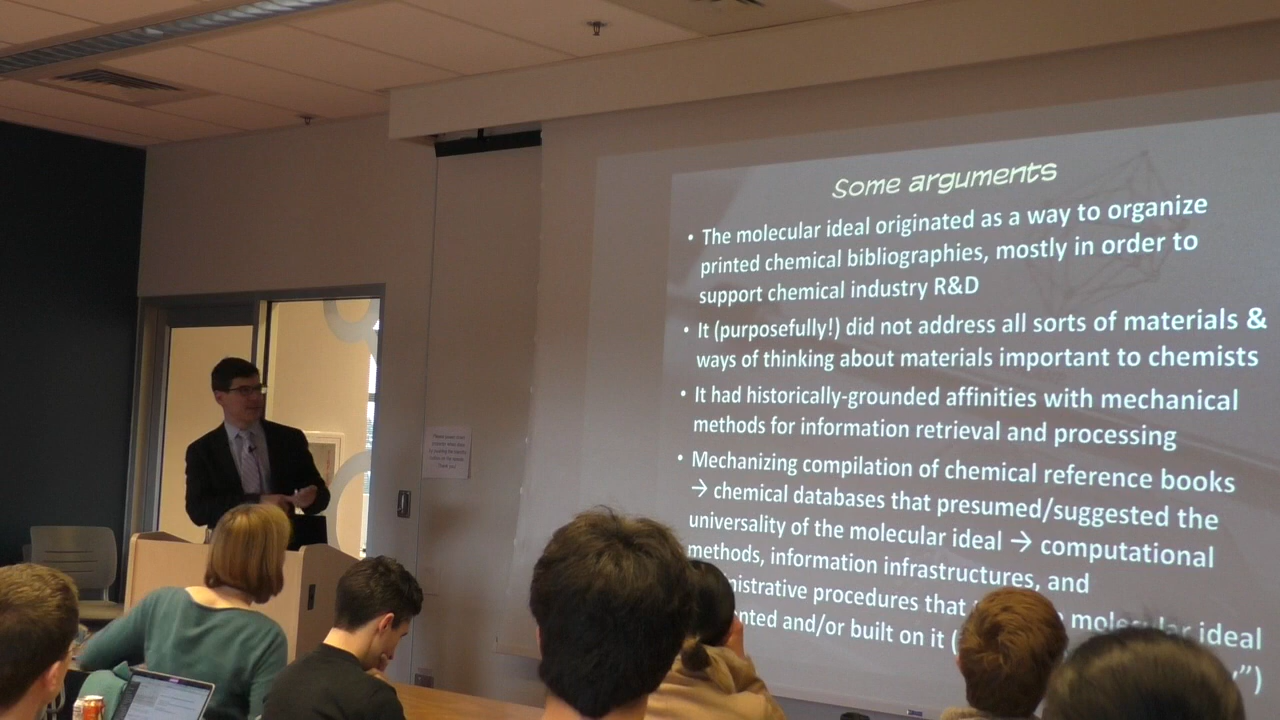 Some arguments
• The molecular ideal originated as a way to organize
printed chemical bibliographies, mostly in order to
support chemical industry R&D
• It (purposefully!) did not address all sorts of materials &
ways of thinking about materials important to chemists
• It had historically-grounded affinities with mechanical
methods for information retrieval and processing
• Mechanizing compilation of chemical reference books
→ chemical databases that presumed/suggested the
universality of the molecular ideal → computational
methods, information infrastructures, and
procedures that molecular ideal
and/or built on it (
")
Thank you!